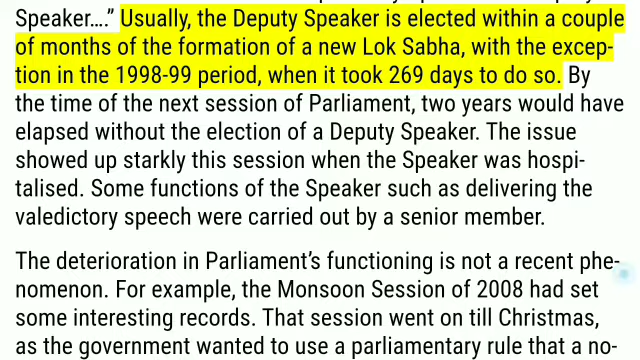 Speaker....” Usually, the Deputy Speaker is elected within a couple
of months of the formation of a new Lok Sabha, with the excep-
tion in the 1998-99 period, when it took 269 days to do so. By
the time of the next session of Parliament, two years would have
elapsed without the election of a Deputy Speaker. The issue
showed up starkly this session when the Speaker was hospi-
talised. Some functions of the Speaker such as delivering the
valedictory speech were carried out by a senior member.
The deterioration in Parliament’s functioning is not a recent phe-
nomenon. For example, the Monsoon Session of 2008 had set
some interesting records. That session went on till Christmas,
as the government wanted to use a parliamentary rule that a no-